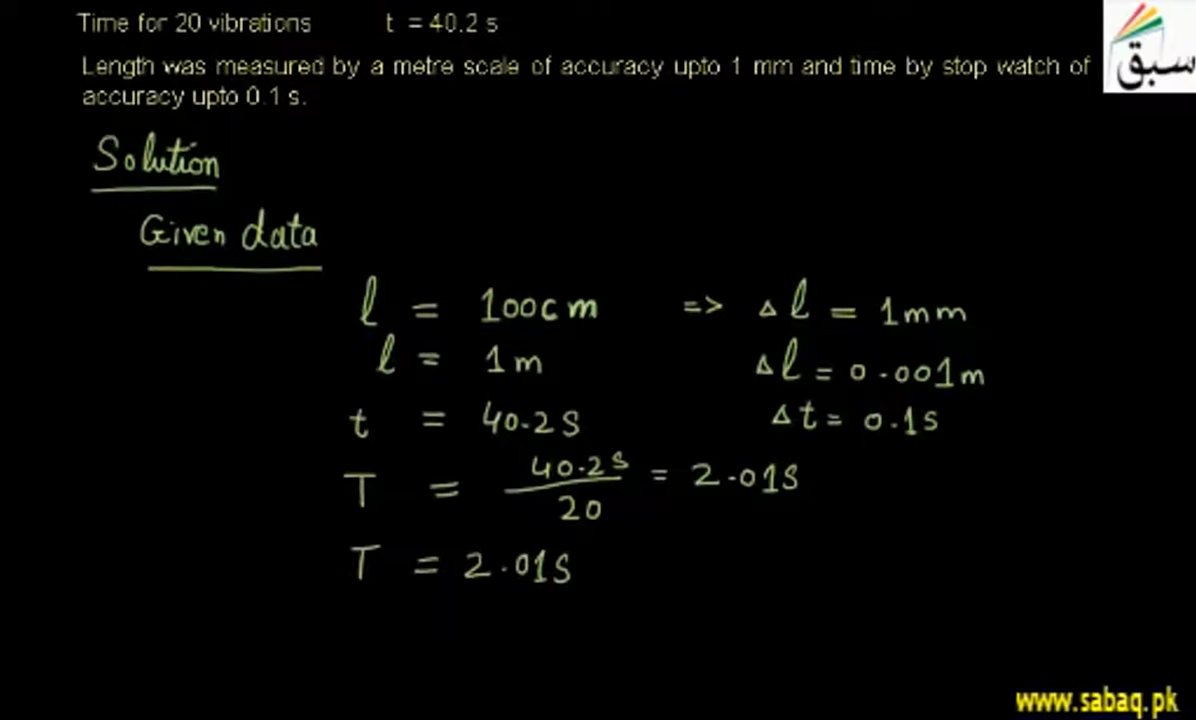 Time for 20 vibrations t = 40.2 s
Length was measured by a metre scale of accuracy upto 1 mm and time by stop watch of
accuracy upto 0.1 s.
سبق
Solution
Given data
l = 100cm => Δl = 1mm
l = 1m Δl = 0.001m
t = 40.2s Δt = 0.1s
T = 40.2s / 20 = 2.01s
T = 2.01s
www.sabaq.pk